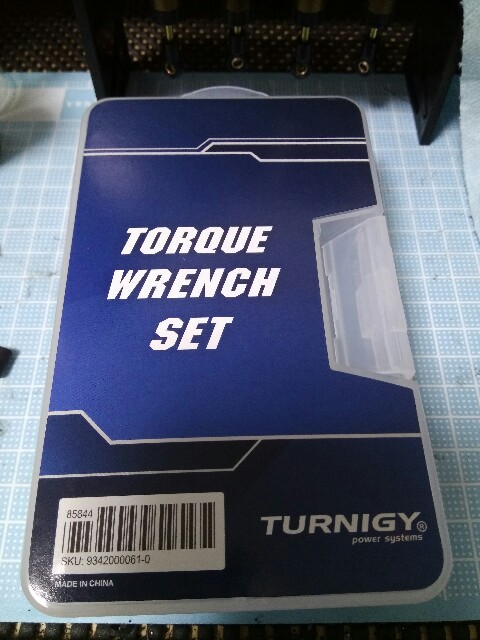 TORQUE
WRENCH
SET
85844
SKU: 9342000061-0
MADE IN CHINA
TURNIGY®
power systems